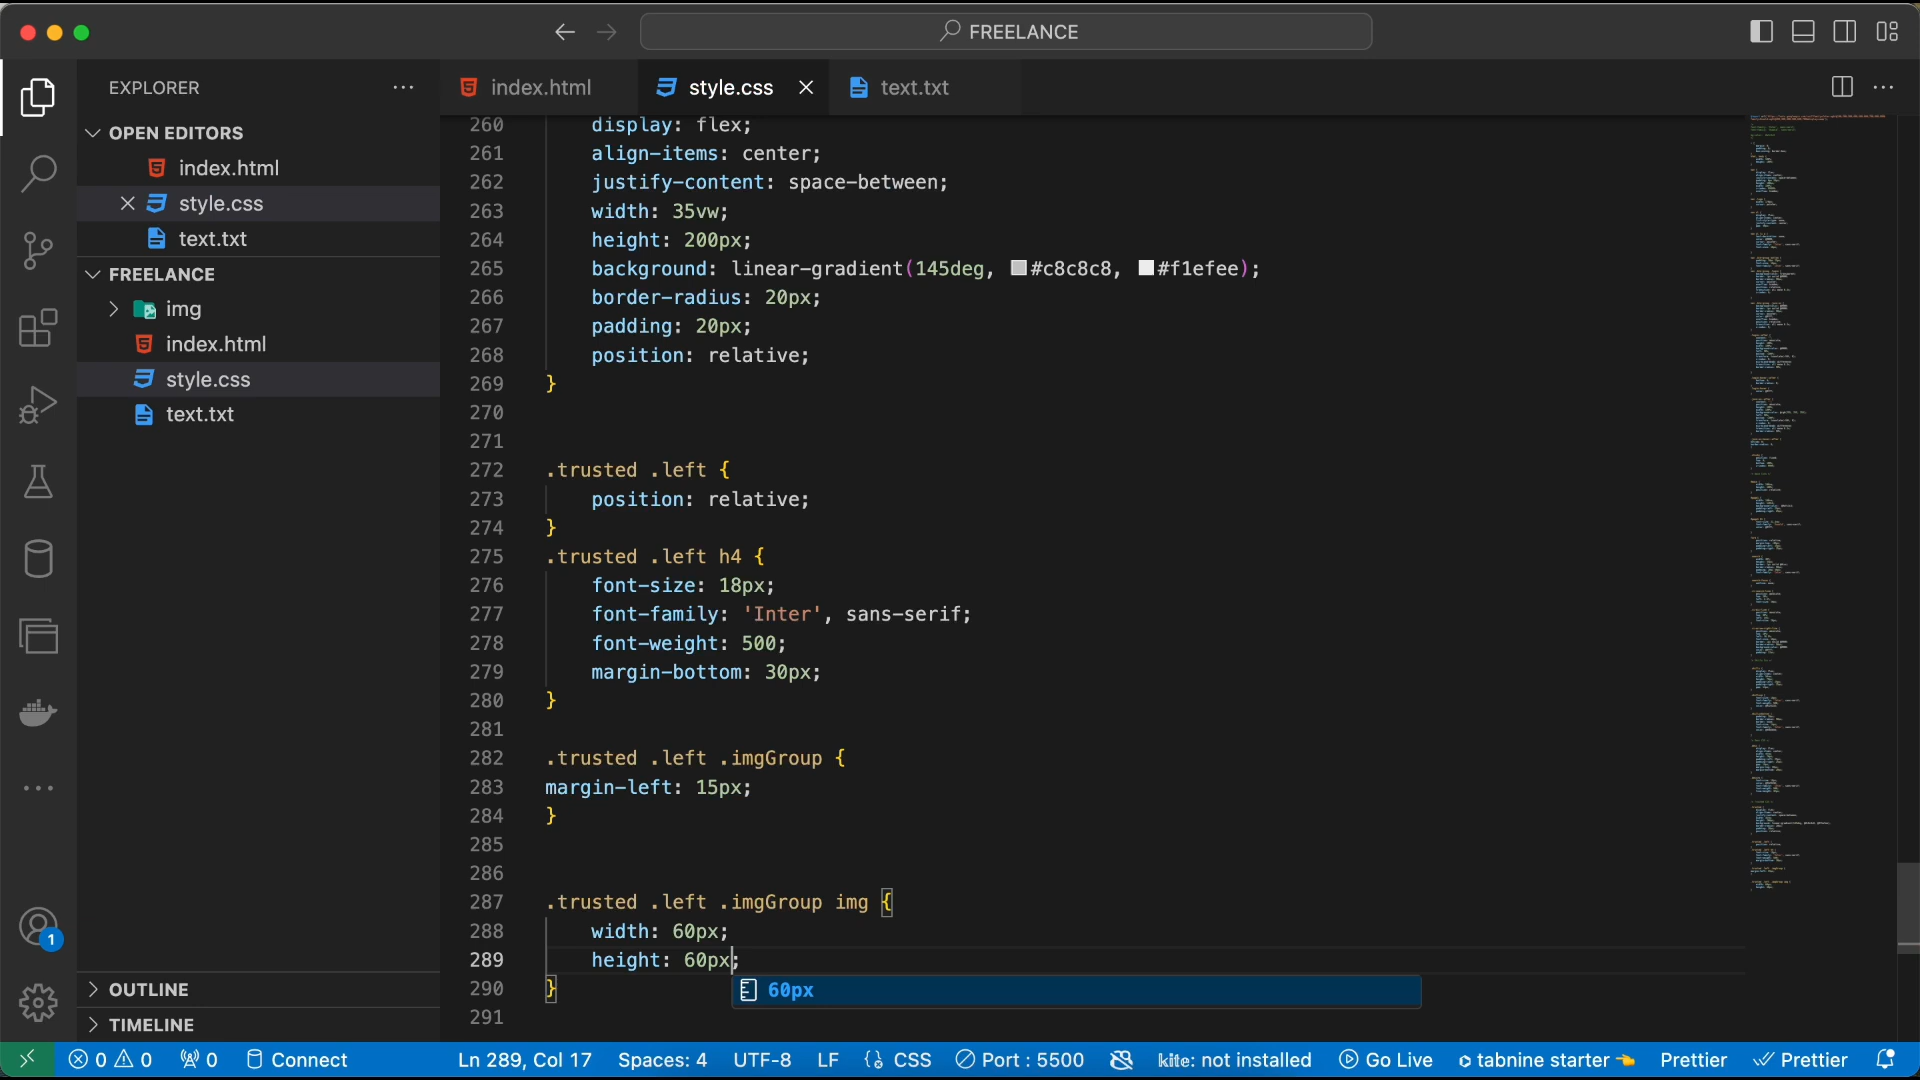 FREELANCE
EXPLORER
index.html
style.css
text.txt
OPEN EDITORS
index.html
style.css
text.txt
FREELANCE
img
index.html
style.css
text.txt
260 display: flex;
261 align-items: center;
262 justify-content: space-between;
263 width: 35vw;
264 height: 200px;
265 background: linear-gradient(145deg, #c8c8c8, #f1efee);
266 border-radius: 20px;
267 padding: 20px;
268 position: relative;
269 }
270
271
272 .trusted .left {
273 position: relative;
274 }
275 .trusted .left h4 {
276 font-size: 18px;
277 font-family: 'Inter', sans-serif;
278 font-weight: 500;
279 margin-bottom: 30px;
280 }
281
282 .trusted .left .imgGroup {
283 margin-left: 15px;
284 }
285
286
287 .trusted .left .imgGroup img {
288 width: 60px;
289 height: 60px;
290 }
60px
291
1
OUTLINE
TIMELINE
0 0 0 Connect Ln 289, Col 17 Spaces: 4 UTF-8 LF CSS Port : 5500 kite: not installed Go Live tabnine starter Prettier Prettier